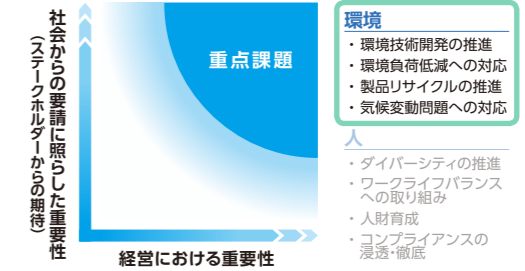 社会からの要請に照らした重要性
（ステークホルダーからの期待）
重点課題
経営における重要性
環境
・環境技術開発の推進
・環境負荷低減への対応
・製品リサイクルの推進
・気候変動問題への対応
人
・ダイバーシティの推進
・ワークライフバランス
への取り組み
・人財育成
・コンプライアンスの
浸透・徹底